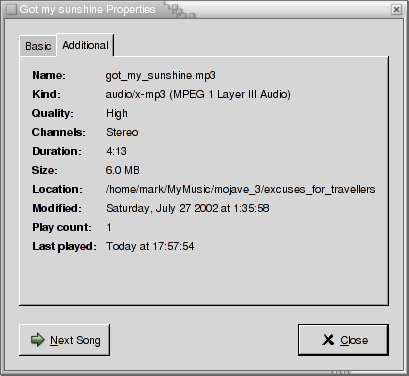 Got my sunshine Properties
Basic Additional
Name: got_my_sunshine.mp3
Kind: audio/x-mp3 (MPEG 1 Layer III Audio)
Quality: High
Channels: Stereo
Duration: 4:13
Size: 6.0 MB
Location: /home/mark/MyMusic/mojave_3/excuses_for_travellers
Modified: Saturday, July 27 2002 at 1:35:58
Play count: 1
Last played: Today at 17:57:54
Next Song Close